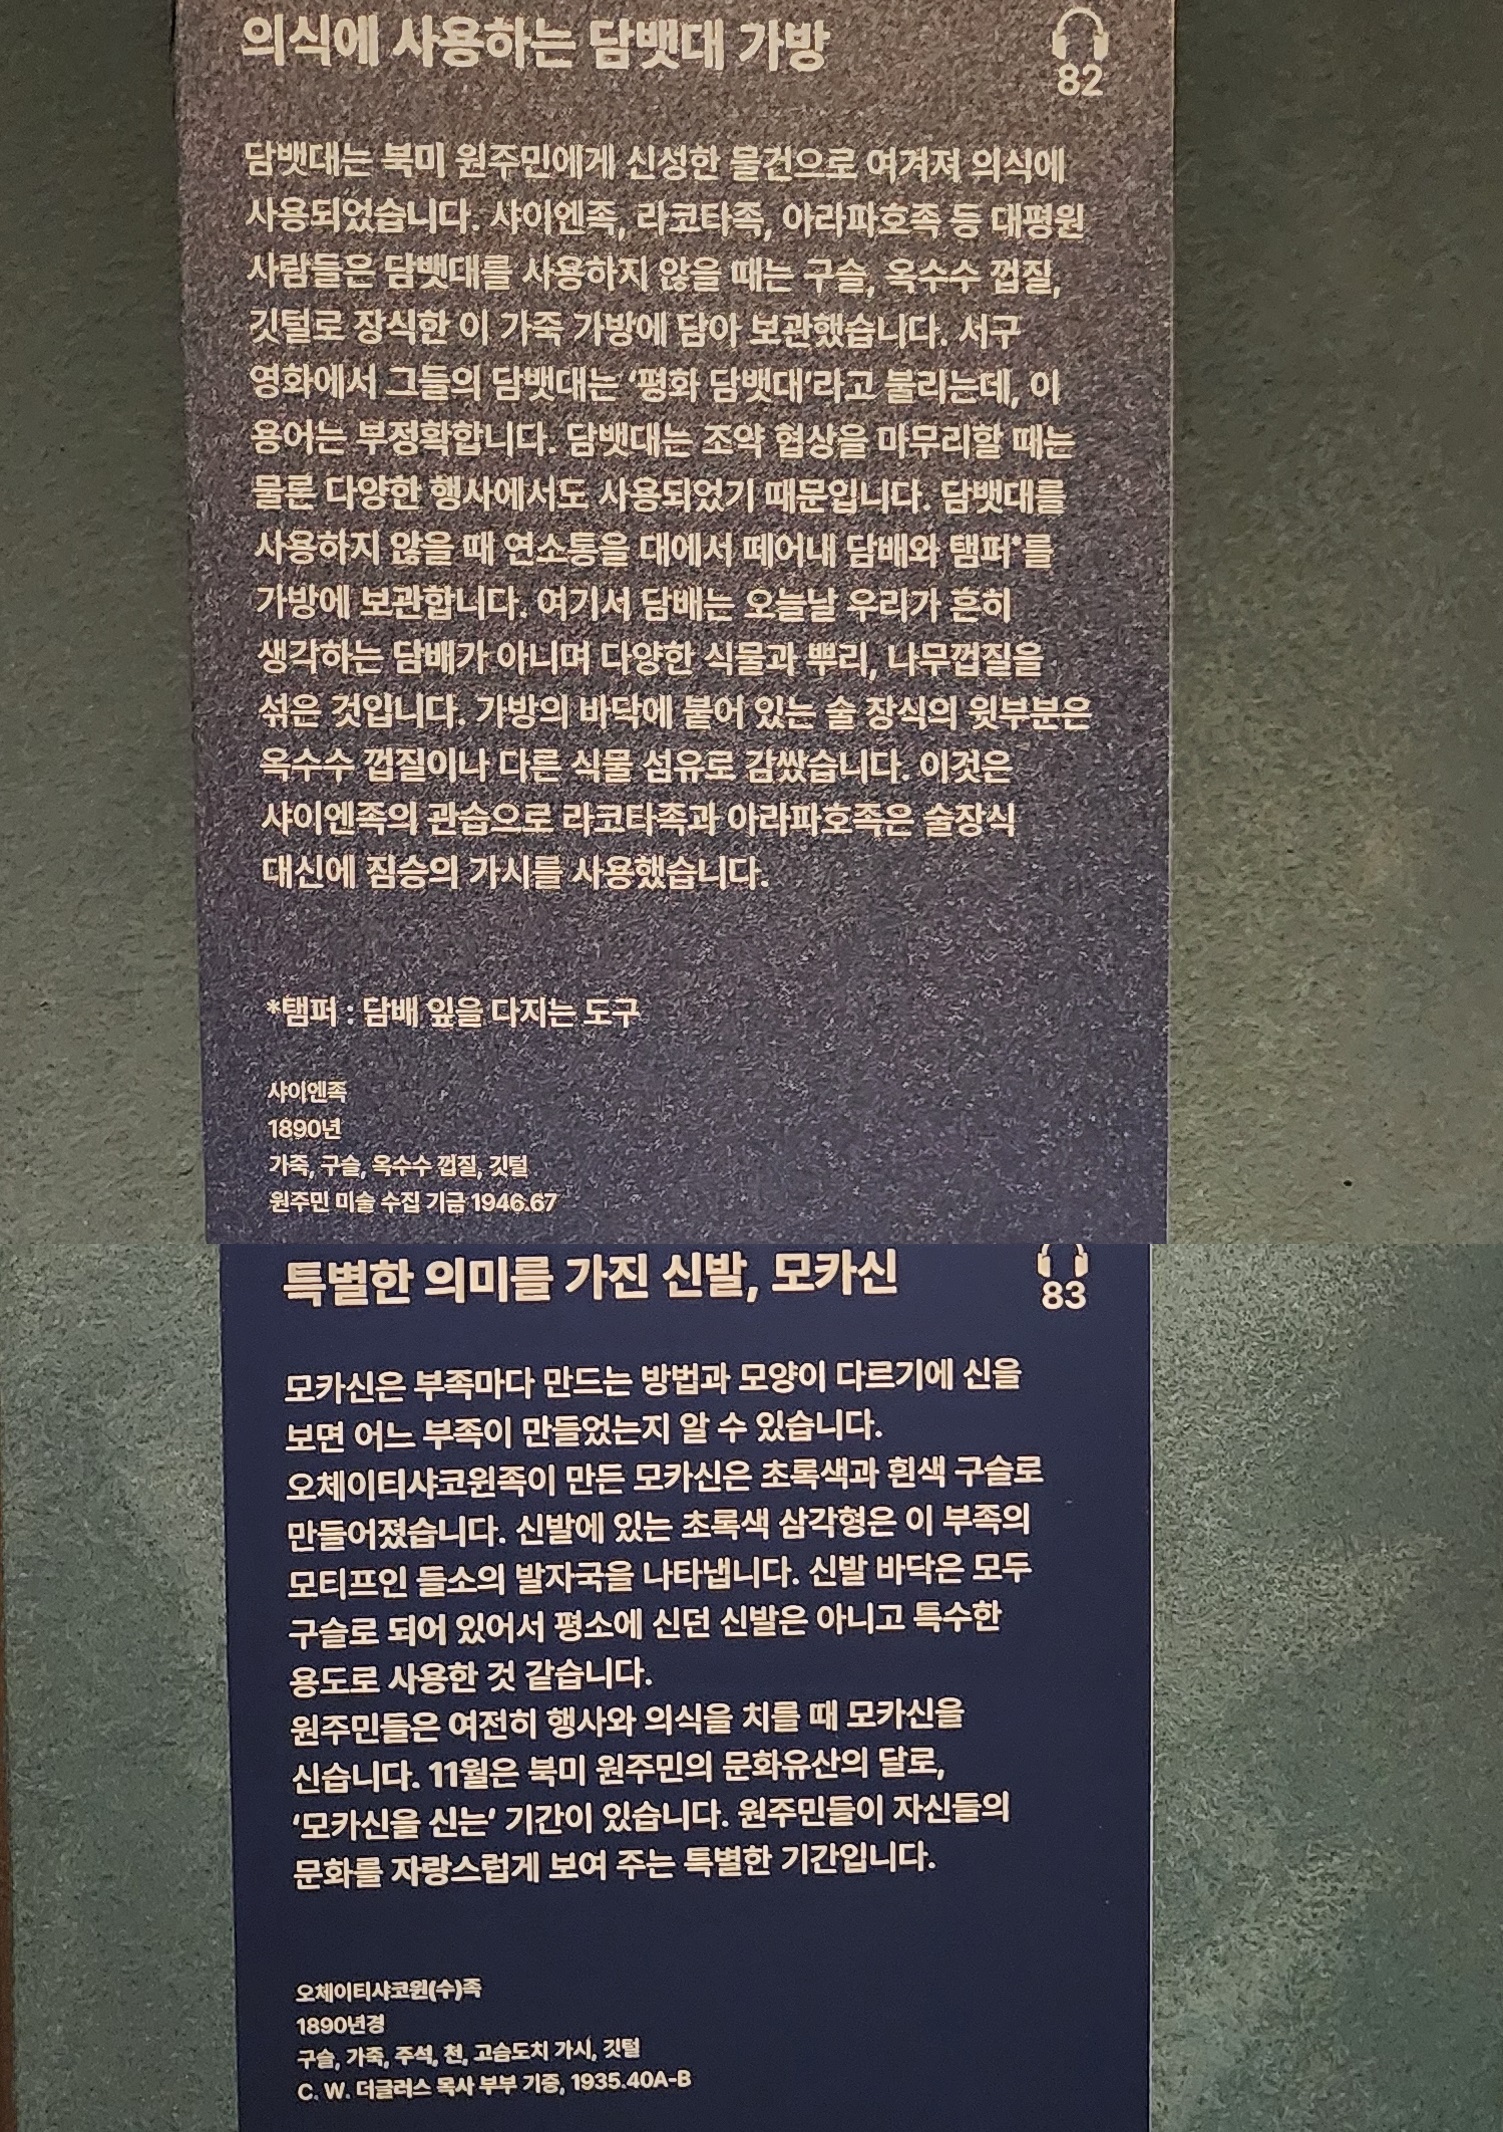 의식에 사용하는 담뱃대 가방
82
담뱃대는 북미 원주민에게 신성한 물건으로 여겨져 의식에
사용되었습니다. 샤이엔족, 라코타족, 아라파호족 등 대평원
사람들은 담뱃대를 사용하지 않을 때는 구슬, 옥수수 껍질,
깃털로 장식한 이 가죽 가방에 담아 보관했습니다. 서구
영화에서 그들의 담뱃대는 ‘평화 담뱃대’라고 불리는데, 이
용어는 부정확합니다. 담뱃대는 조약 협상을 마무리할 때는
물론 다양한 행사에서도 사용되었기 때문입니다. 담뱃대를
사용하지 않을 때 연소통을 대에서 떼어내 담배와 탬퍼*를
가방에 보관합니다. 여기서 담배는 오늘날 우리가 흔히
생각하는 담배가 아니며 다양한 식물과 뿌리, 나무껍질을
섞은 것입니다. 가방의 바닥에 붙어 있는 술 장식의 윗부분은
옥수수 껍질이나 다른 식물 섬유로 감쌌습니다. 이것은
샤이엔족의 관습으로 라코타족과 아라파호족은 술장식
대신에 짐승의 가시를 사용했습니다.
*탬퍼 : 담배 잎을 다지는 도구
샤이엔족
1890년
가죽, 구슬, 옥수수 껍질, 깃털
원주민 미술 수집 기금 1946.67
특별한 의미를 가진 신발, 모카신
83
모카신은 부족마다 만드는 방법과 모양이 다르기에 신을
보면 어느 부족이 만들었는지 알 수 있습니다.
오체이티샤코윈족이 만든 모카신은 초록색과 흰색 구슬로
만들어졌습니다. 신발에 있는 초록색 삼각형은 이 부족의
모티프인 들소의 발자국을 나타냅니다. 신발 바닥은 모두
구슬로 되어 있어서 평소에 신던 신발은 아니고 특수한
용도로 사용한 것 같습니다.
원주민들은 여전히 행사와 의식을 치를 때 모카신을
신습니다. 11월은 북미 원주민의 문화유산의 달로,
‘모카신을 신는’ 기간이 있습니다. 원주민들이 자신들의
문화를 자랑스럽게 보여 주는 특별한 기간입니다.
오체이티샤코윈(수)족
1890년경
구슬, 가죽, 주석, 천, 고슴도치 가시, 깃털
C. W. 더글러스 목사 부부 기증, 1935.40A-B